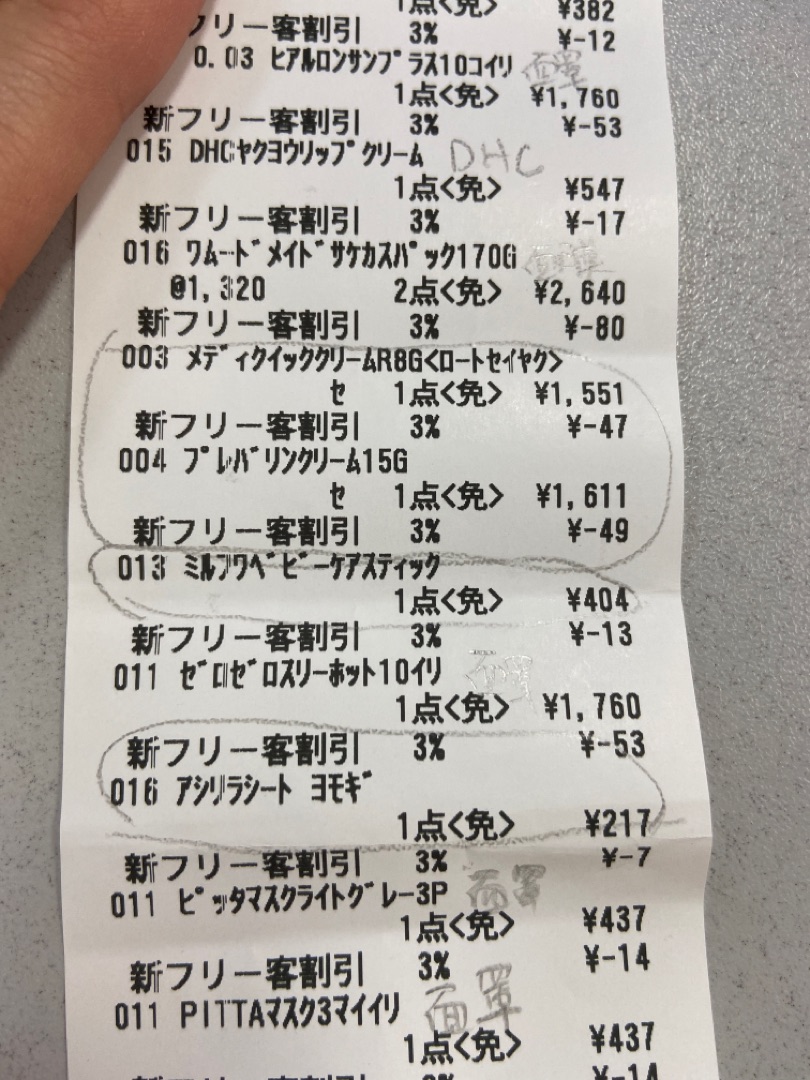 1点<免> ¥382
新フリー客割引 3% ¥-12
0.03 ヒアルロンサンプラス10コイリ 面罩
1点<免> ¥1,760
新フリー客割引 3% ¥-53
015 DHCヤクヨウリップクリーム DHC
1点<免> ¥547
新フリー客割引 3% ¥-17
016 ワムードメイドサケカスパック170G
@1,320 2点<免> ¥2,640
新フリー客割引 3% ¥-80
003 メディクイッククリームR8G<ロートセイヤク>
セ 1点<免> ¥1,551
新フリー客割引 3% ¥-47
004 プレバリンクリーム15G
セ 1点<免> ¥1,611
新フリー客割引 3% ¥-49
013 ミルフワベビーケアスティック
1点<免> ¥404
新フリー客割引 3% ¥-13
011 ゼロゼロスリーホット10イリ 面罩
1点<免> ¥1,760
新フリー客割引 3% ¥-53
016 アシリラシート ヨモギ
1点<免> ¥217
新フリー客割引 3% ¥-7
011 ピッタマスクライトグレー3P 面罩
1点<免> ¥437
新フリー客割引 3% ¥-14
011 PITTAマスク3マイイリ 面罩
1点<免> ¥437
¥-14